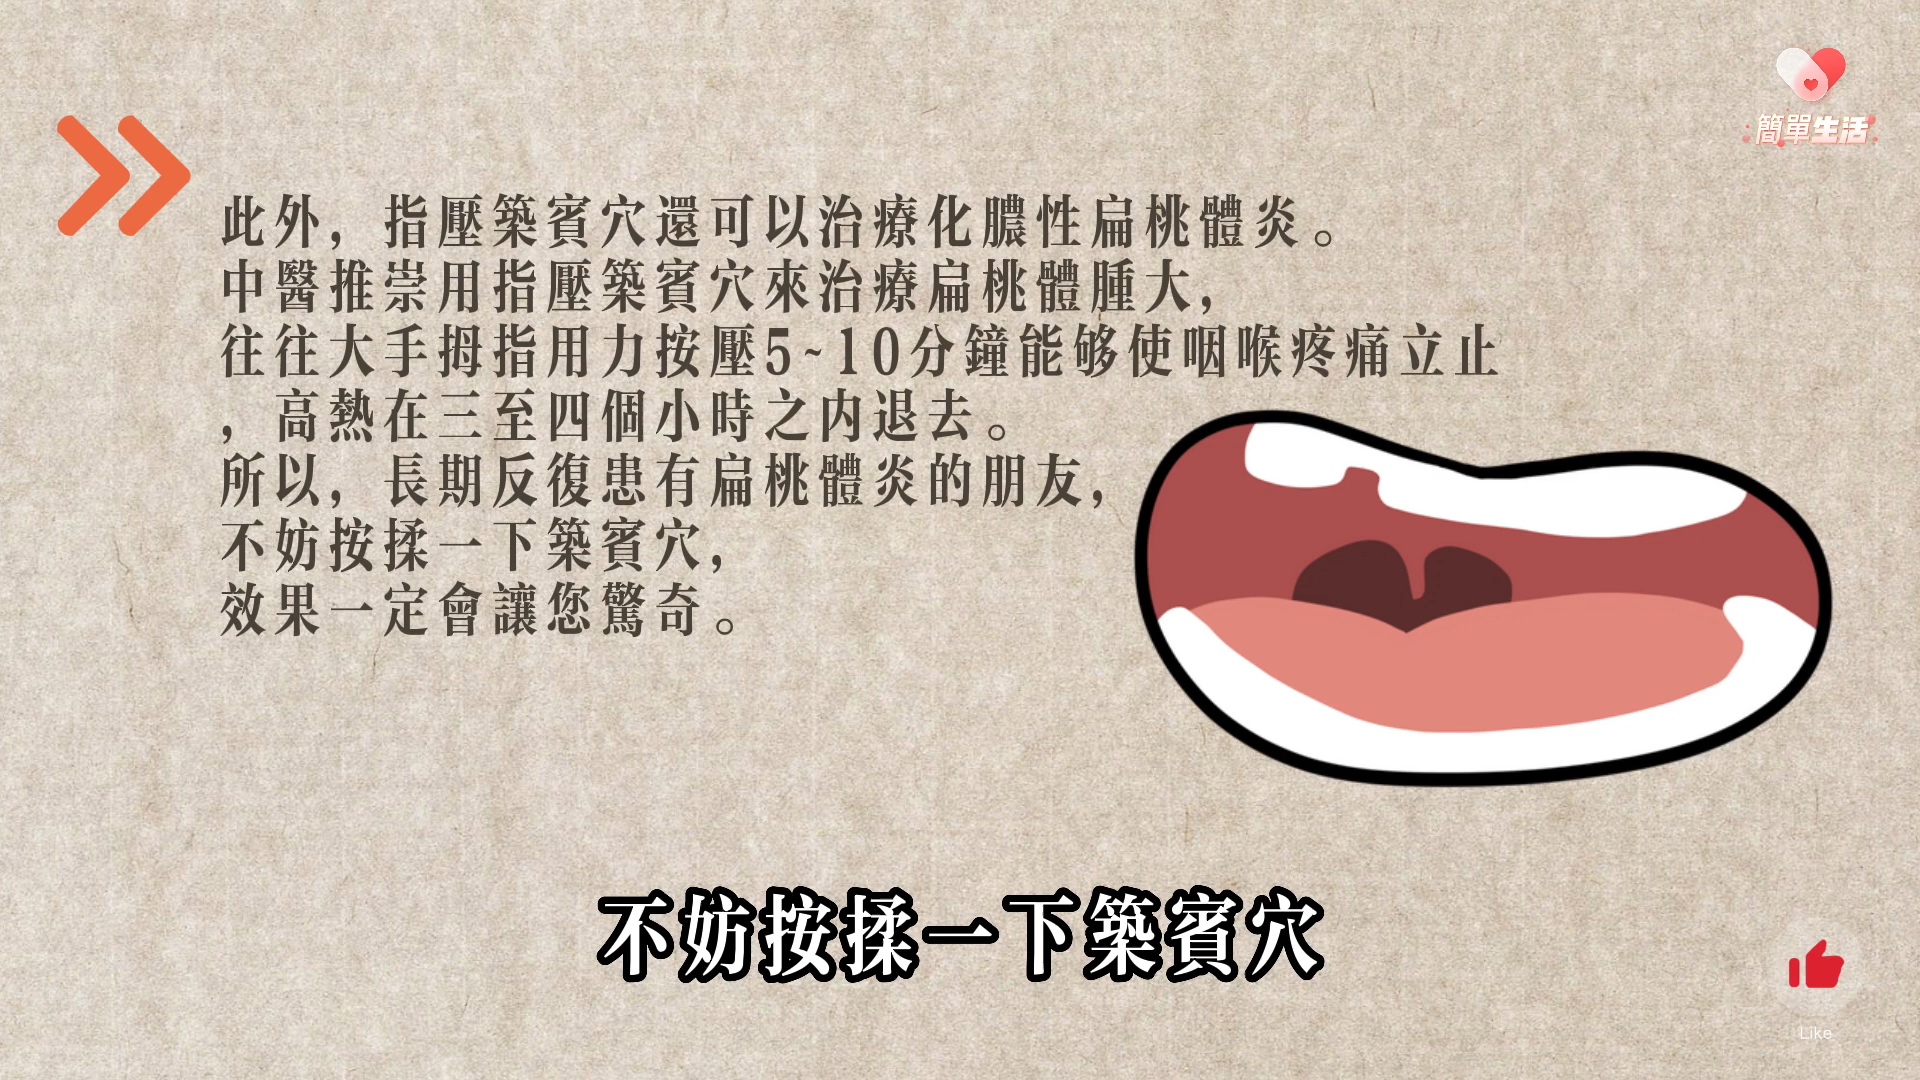 簡單生活
此外，指壓築賓穴還可以治療化膿性扁桃體炎。
中醫推崇用指壓築賓穴來治療扁桃體腫大，
往往大手拇指用力按壓5~10分鐘能够使咽喉疼痛立止
，高熱在三至四個小時之内退去。
所以，長期反復患有扁桃體炎的朋友，
不妨按揉一下築賓穴，
效果一定會讓您驚奇。
不妨按揉一下築賓穴
Like